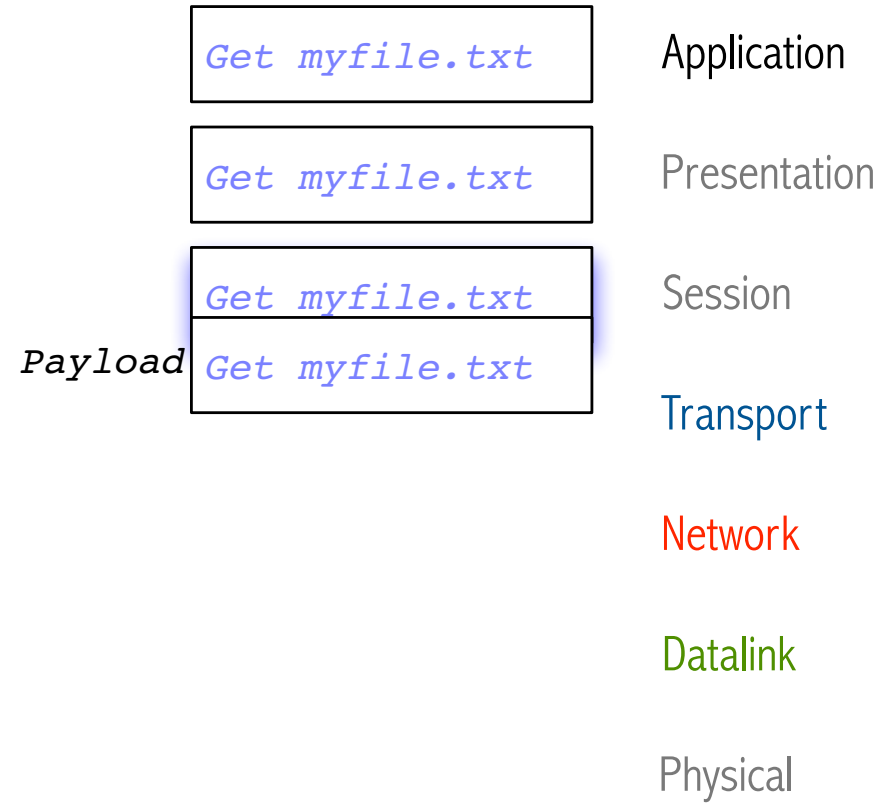 Get myfile.txt Application
Get myfile.txt Presentation
Get myfile.txt Session
Payload Get myfile.txt
Transport
Network
Datalink
Physical